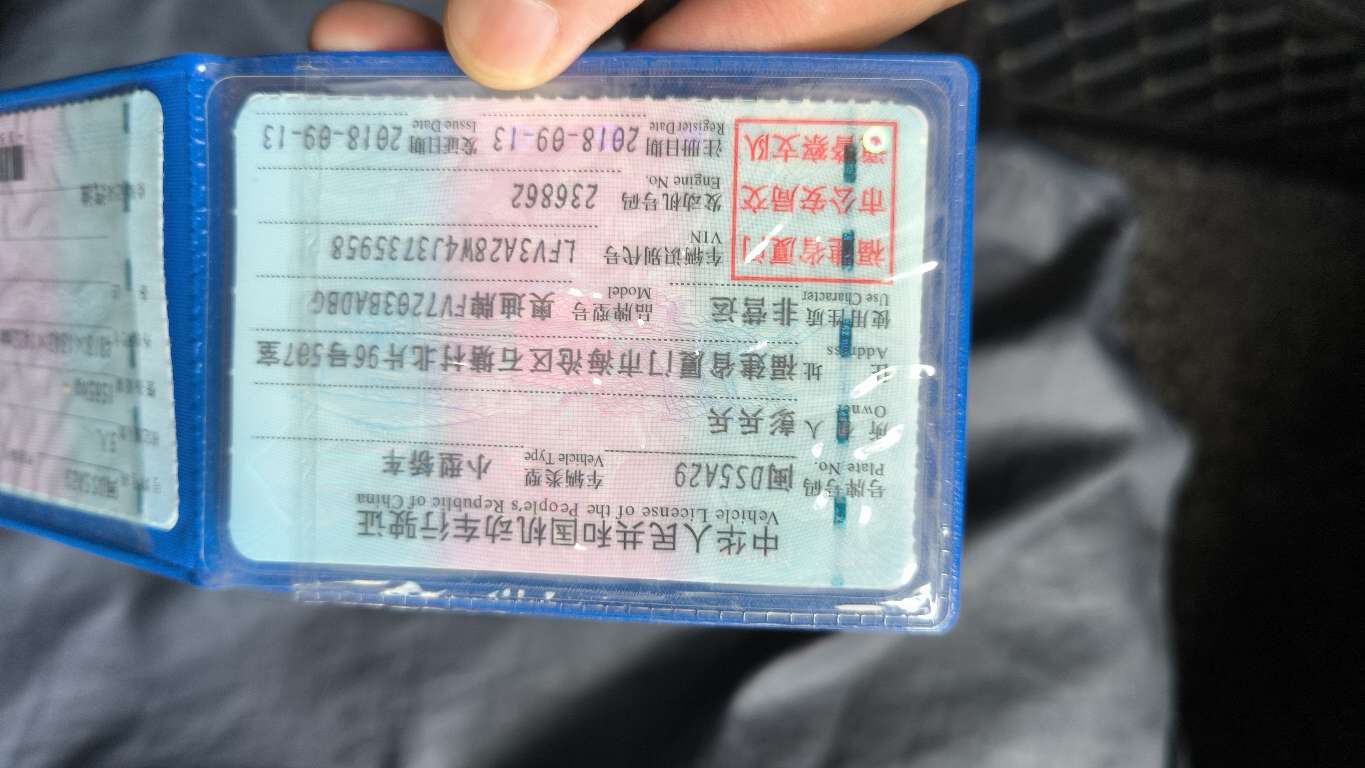 中华人民共和国机动车行驶证
Vehicle License of the People's Republic of China
号牌号码 闽DS5A29 车辆类型 小型轿车
Plate No. Vehicle Type
所有人 彭兵兵
Owner
住址 福建省厦门市海沧区石塘村北片96号507室
Address
使用性质 非营运 品牌型号 奥迪牌FV7203BADBG
Use Character Model
福建省厦门
市公安局交
通警察支队
车辆识别代号 LFV3A28W4J3735958
VIN
发动机号码 236862
Engine No.
注册日期 2018-09-13 发证日期 2018-09-13
Register Date Issue Date